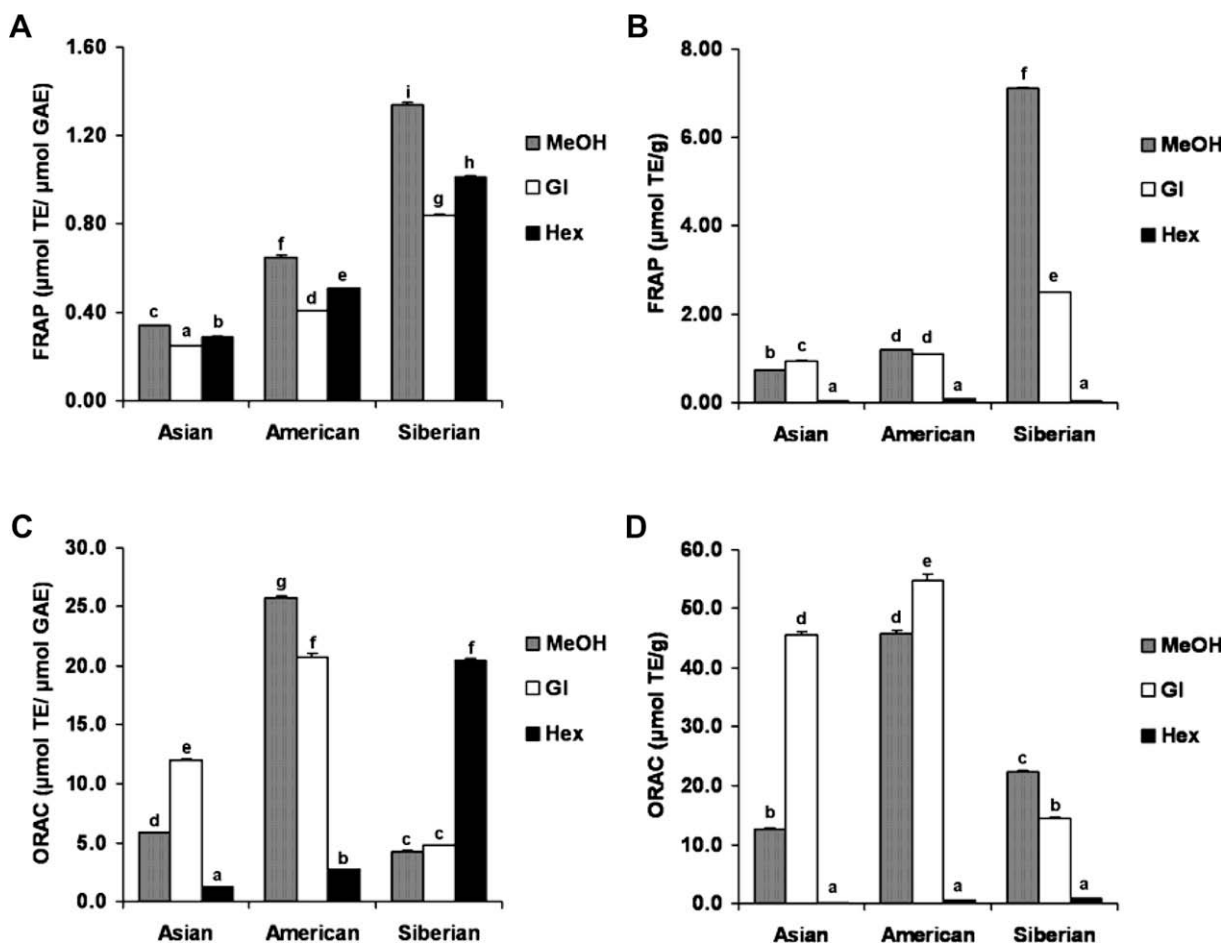 A
FRAP (µmol TE/ µmol GAE)
1.60
1.20
0.80
0.40
0.00
c
a
b
f
d
e
i
g
h
Asian
American
Siberian
MeOH
GI
Hex
B
FRAP (µmol TE/g)
8.00
6.00
4.00
2.00
0.00
b
c
a
d
d
a
f
e
a
Asian
American
Siberian
MeOH
GI
Hex
C
ORAC (µmol TE/ µmol GAE)
30.0
25.0
20.0
15.0
10.0
5.0
0.0
d
e
a
g
f
b
c
c
f
Asian
American
Siberian
MeOH
GI
Hex
D
ORAC (µmol TE/g)
60.0
50.0
40.0
30.0
20.0
10.0
0.0
b
d
a
d
e
a
c
b
a
Asian
American
Siberian
MeOH
GI
Hex